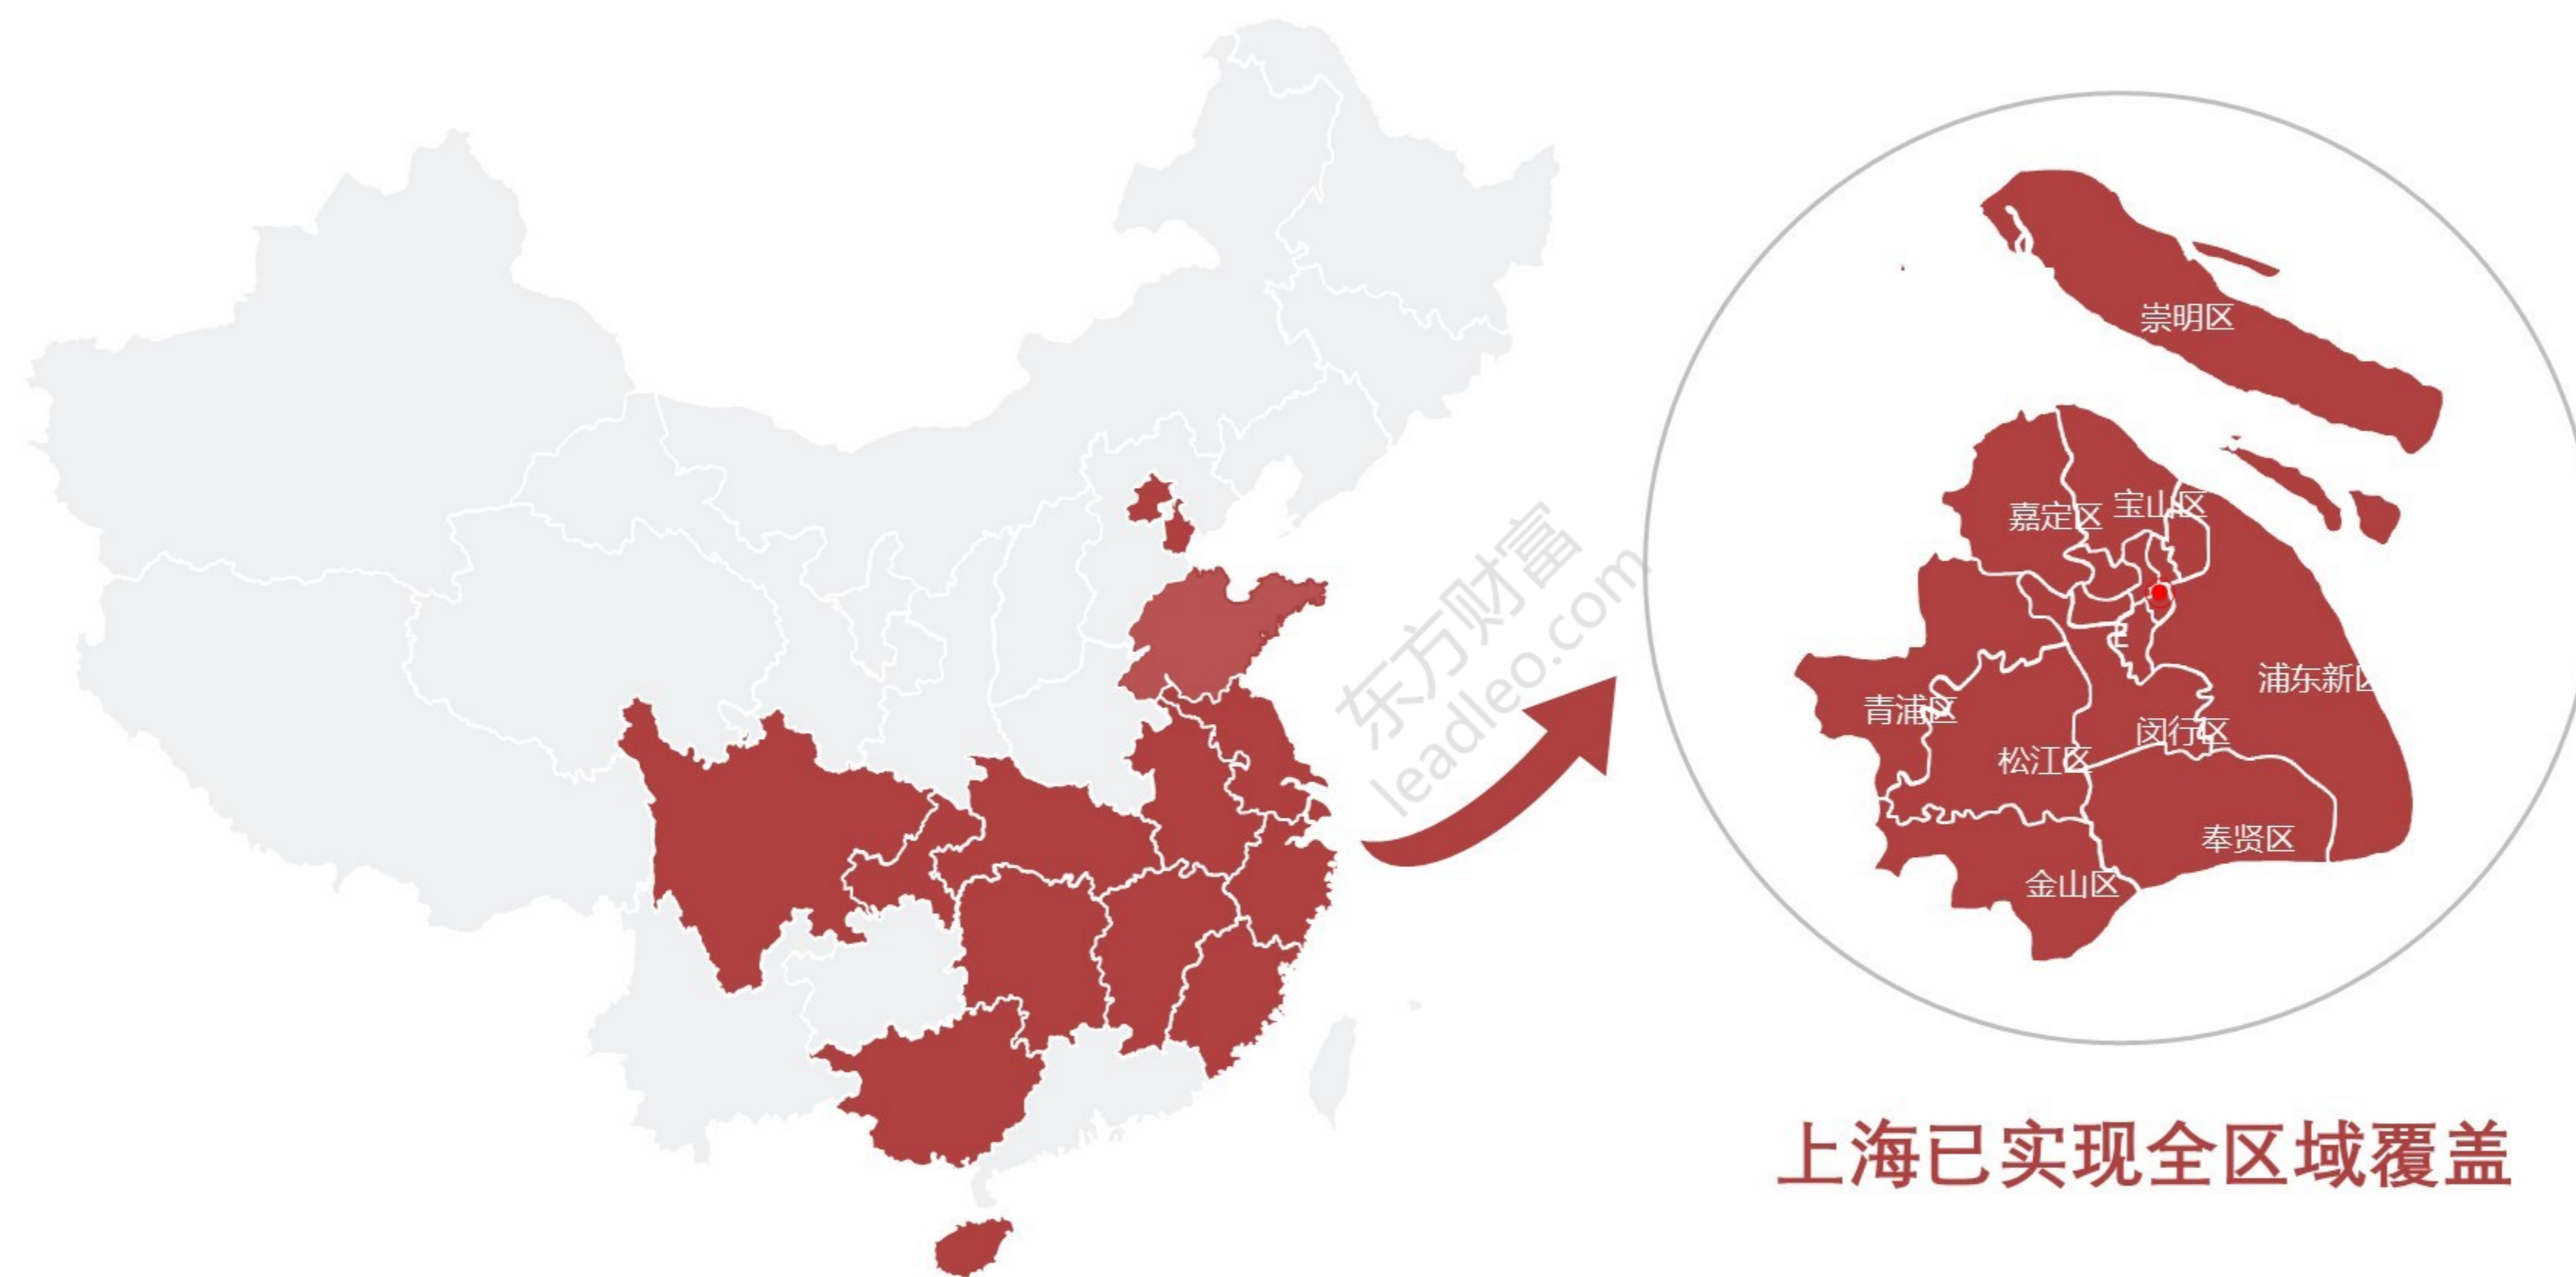 崇明区
嘉定区
宝山区
浦东新区
青浦区
闵行区
松江区
奉贤区
金山区
东方财富
leadleo.com
上海已实现全区域覆盖